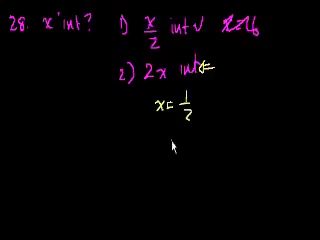 28. x int? 1) x/2 int ✓
2) 2x int
x = 1/2